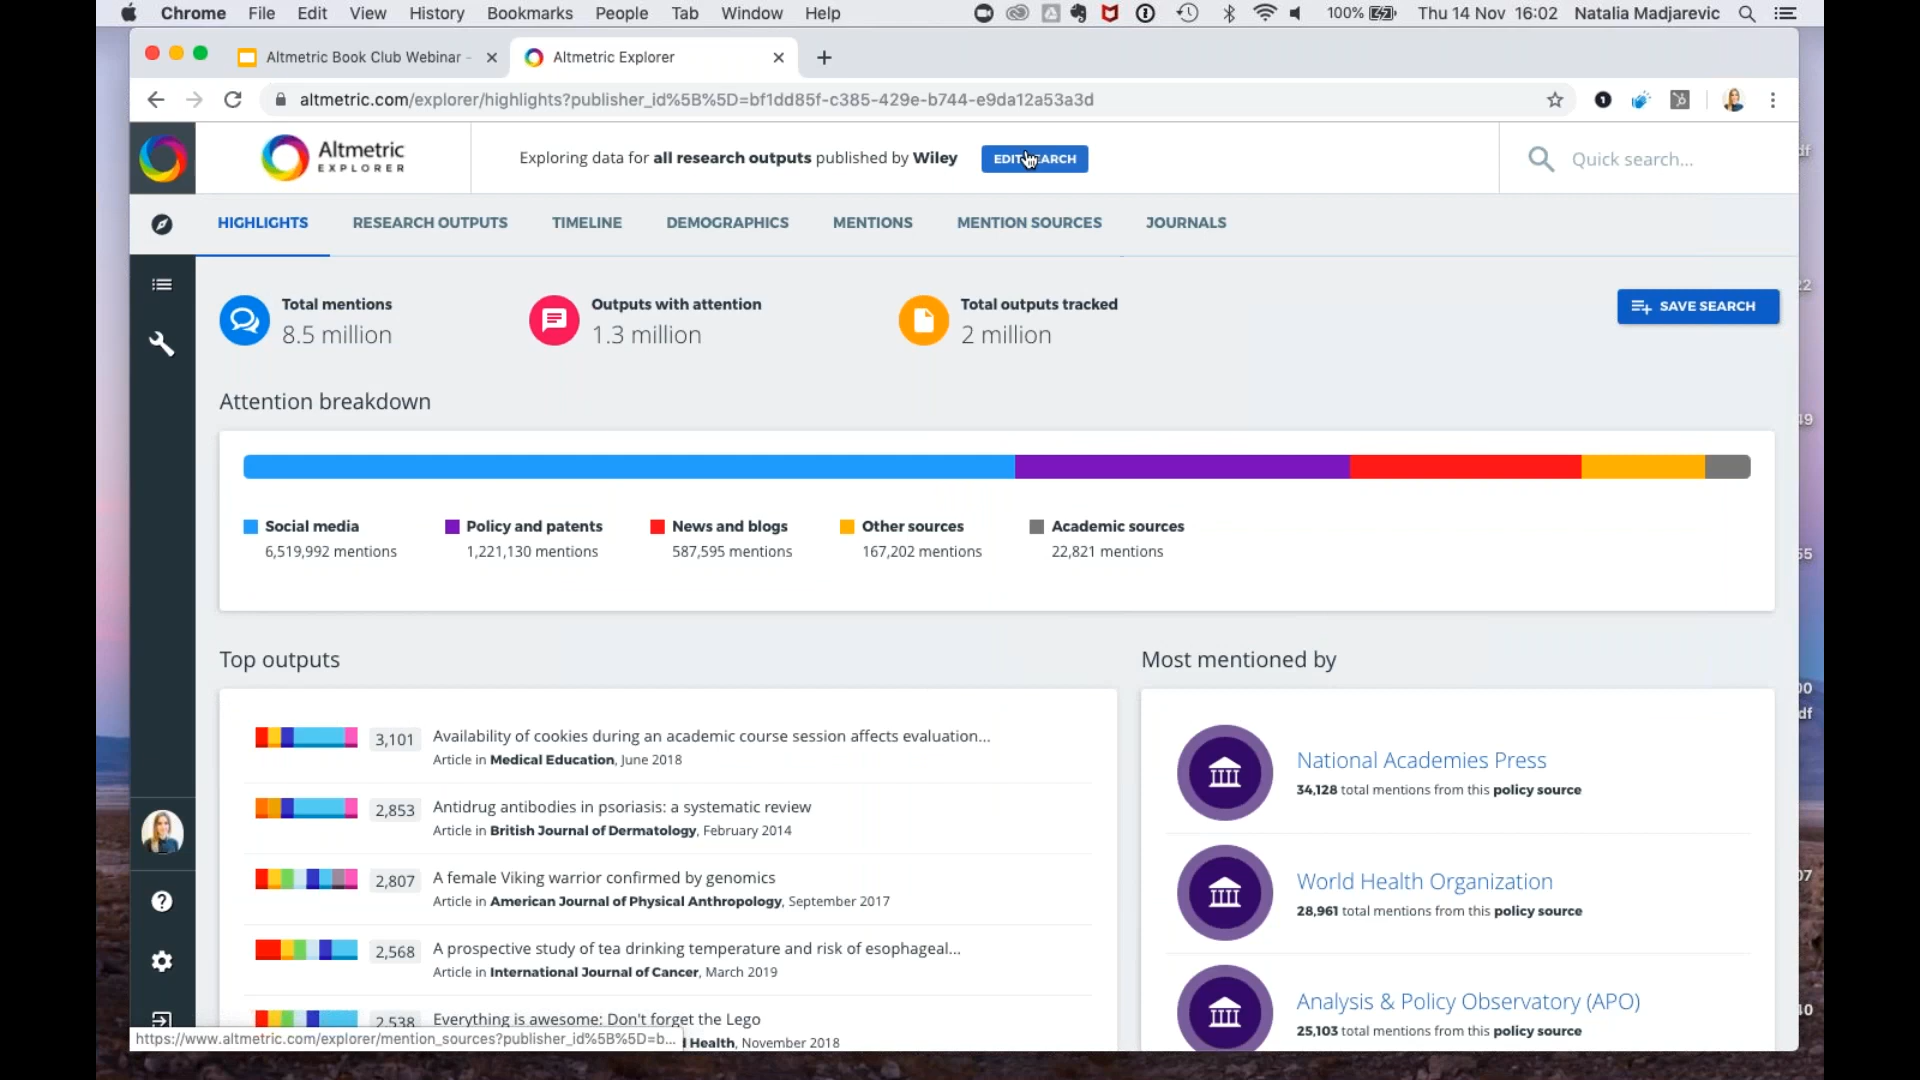 Chrome File Edit View History Bookmarks People Tab Window Help 100% Thu 14 Nov 16:02 Natalia Madjarevic
Altmetric Book Club Webinar - Altmetric Explorer
altmetric.com/explorer/highlights?publisher_id%5B%5D=bf1dd85f-c385-429e-b744-e9da12a53a3d
Altmetric
EXPLORER
Exploring data for all research outputs published by Wiley
Quick search...
HIGHLIGHTS RESEARCH OUTPUTS TIMELINE DEMOGRAPHICS MENTIONS MENTION SOURCES JOURNALS
Total mentions
8.5 million
Outputs with attention
1.3 million
Total outputs tracked
2 million
SAVE SEARCH
Attention breakdown
Social media
6,519,992 mentions
Policy and patents
1,221,130 mentions
News and blogs
587,595 mentions
Other sources
167,202 mentions
Academic sources
22,821 mentions
Top outputs
3,101 Availability of cookies during an academic course session affects evaluation...
Article in Medical Education, June 2018
2,853 Antidrug antibodies in psoriasis: a systematic review
Article in British Journal of Dermatology, February 2014
2,807 A female Viking warrior confirmed by genomics
Article in American Journal of Physical Anthropology, September 2017
2,568 A prospective study of tea drinking temperature and risk of esophageal...
Article in International Journal of Cancer, March 2019
2,538 Everything is awesome: Don't forget the Lego
Health, November 2018
Most mentioned by
National Academies Press
34,128 total mentions from this policy source
World Health Organization
28,961 total mentions from this policy source
Analysis & Policy Observatory (APO)
25,103 total mentions from this policy source
https://www.altmetric.com/explorer/mention_sources?publisher_id%5B%5D=b...